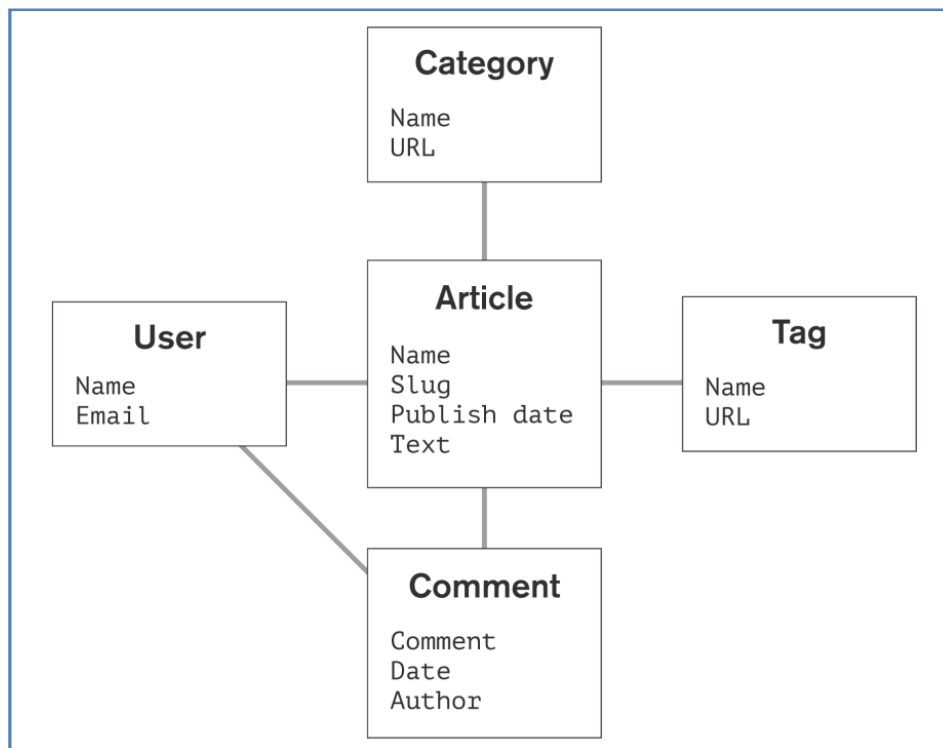 Category
Name
URL
Article
Name
Slug
Publish date
Text
User
Name
Email
Tag
Name
URL
Comment
Comment
Date
Author